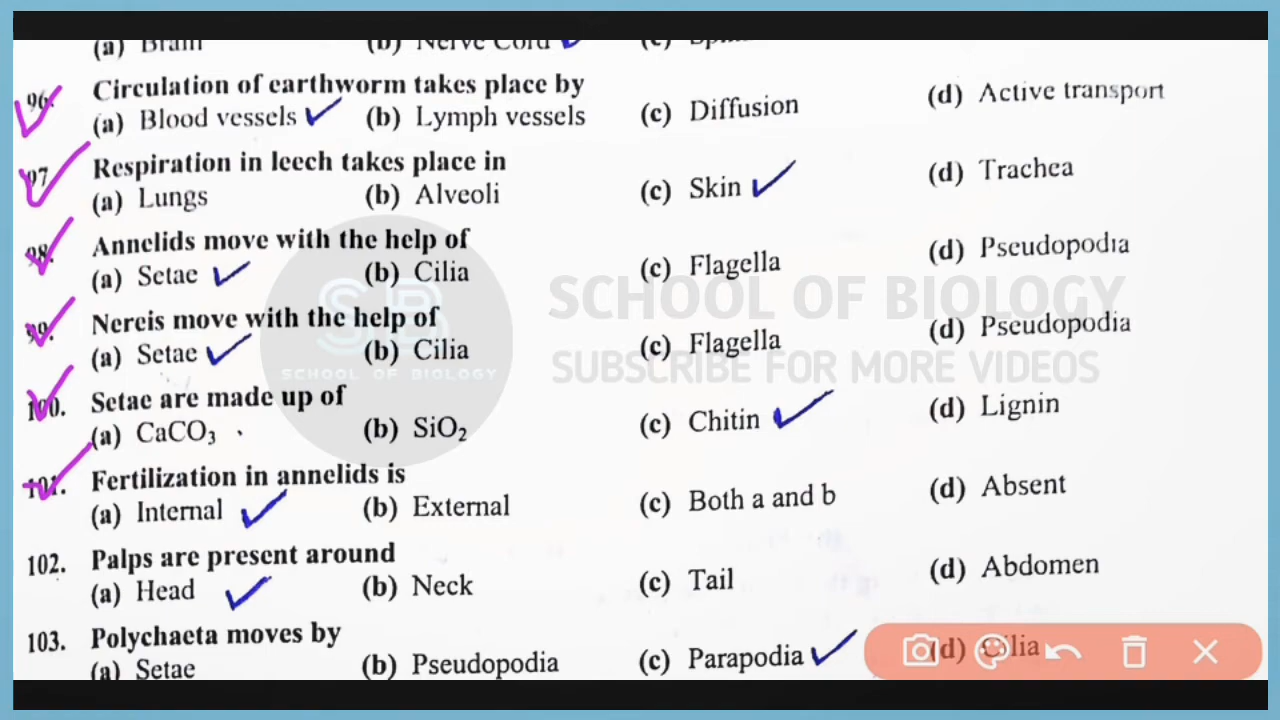 (a) Brain (b) Nerve Cord (c)
96. Circulation of earthworm takes place by
(a) Blood vessels (b) Lymph vessels (c) Diffusion (d) Active transport
97. Respiration in leech takes place in
(a) Lungs (b) Alveoli (c) Skin (d) Trachea
98. Annelids move with the help of
(a) Setae (b) Cilia (c) Flagella (d) Pseudopodia
99. Nereis move with the help of
(a) Setae (b) Cilia (c) Flagella (d) Pseudopodia
100. Setae are made up of
(a) CaCO₃ (b) SiO₂ (c) Chitin (d) Lignin
101. Fertilization in annelids is
(a) Internal (b) External (c) Both a and b (d) Absent
102. Palps are present around
(a) Head (b) Neck (c) Tail (d) Abdomen
103. Polychaeta moves by
(a) Setae (b) Pseudopodia (c) Parapodia (d) Cilia
SB
SCHOOL OF BIOLOGY
SCHOOL OF BIOLOGY
SUBSCRIBE FOR MORE VIDEOS